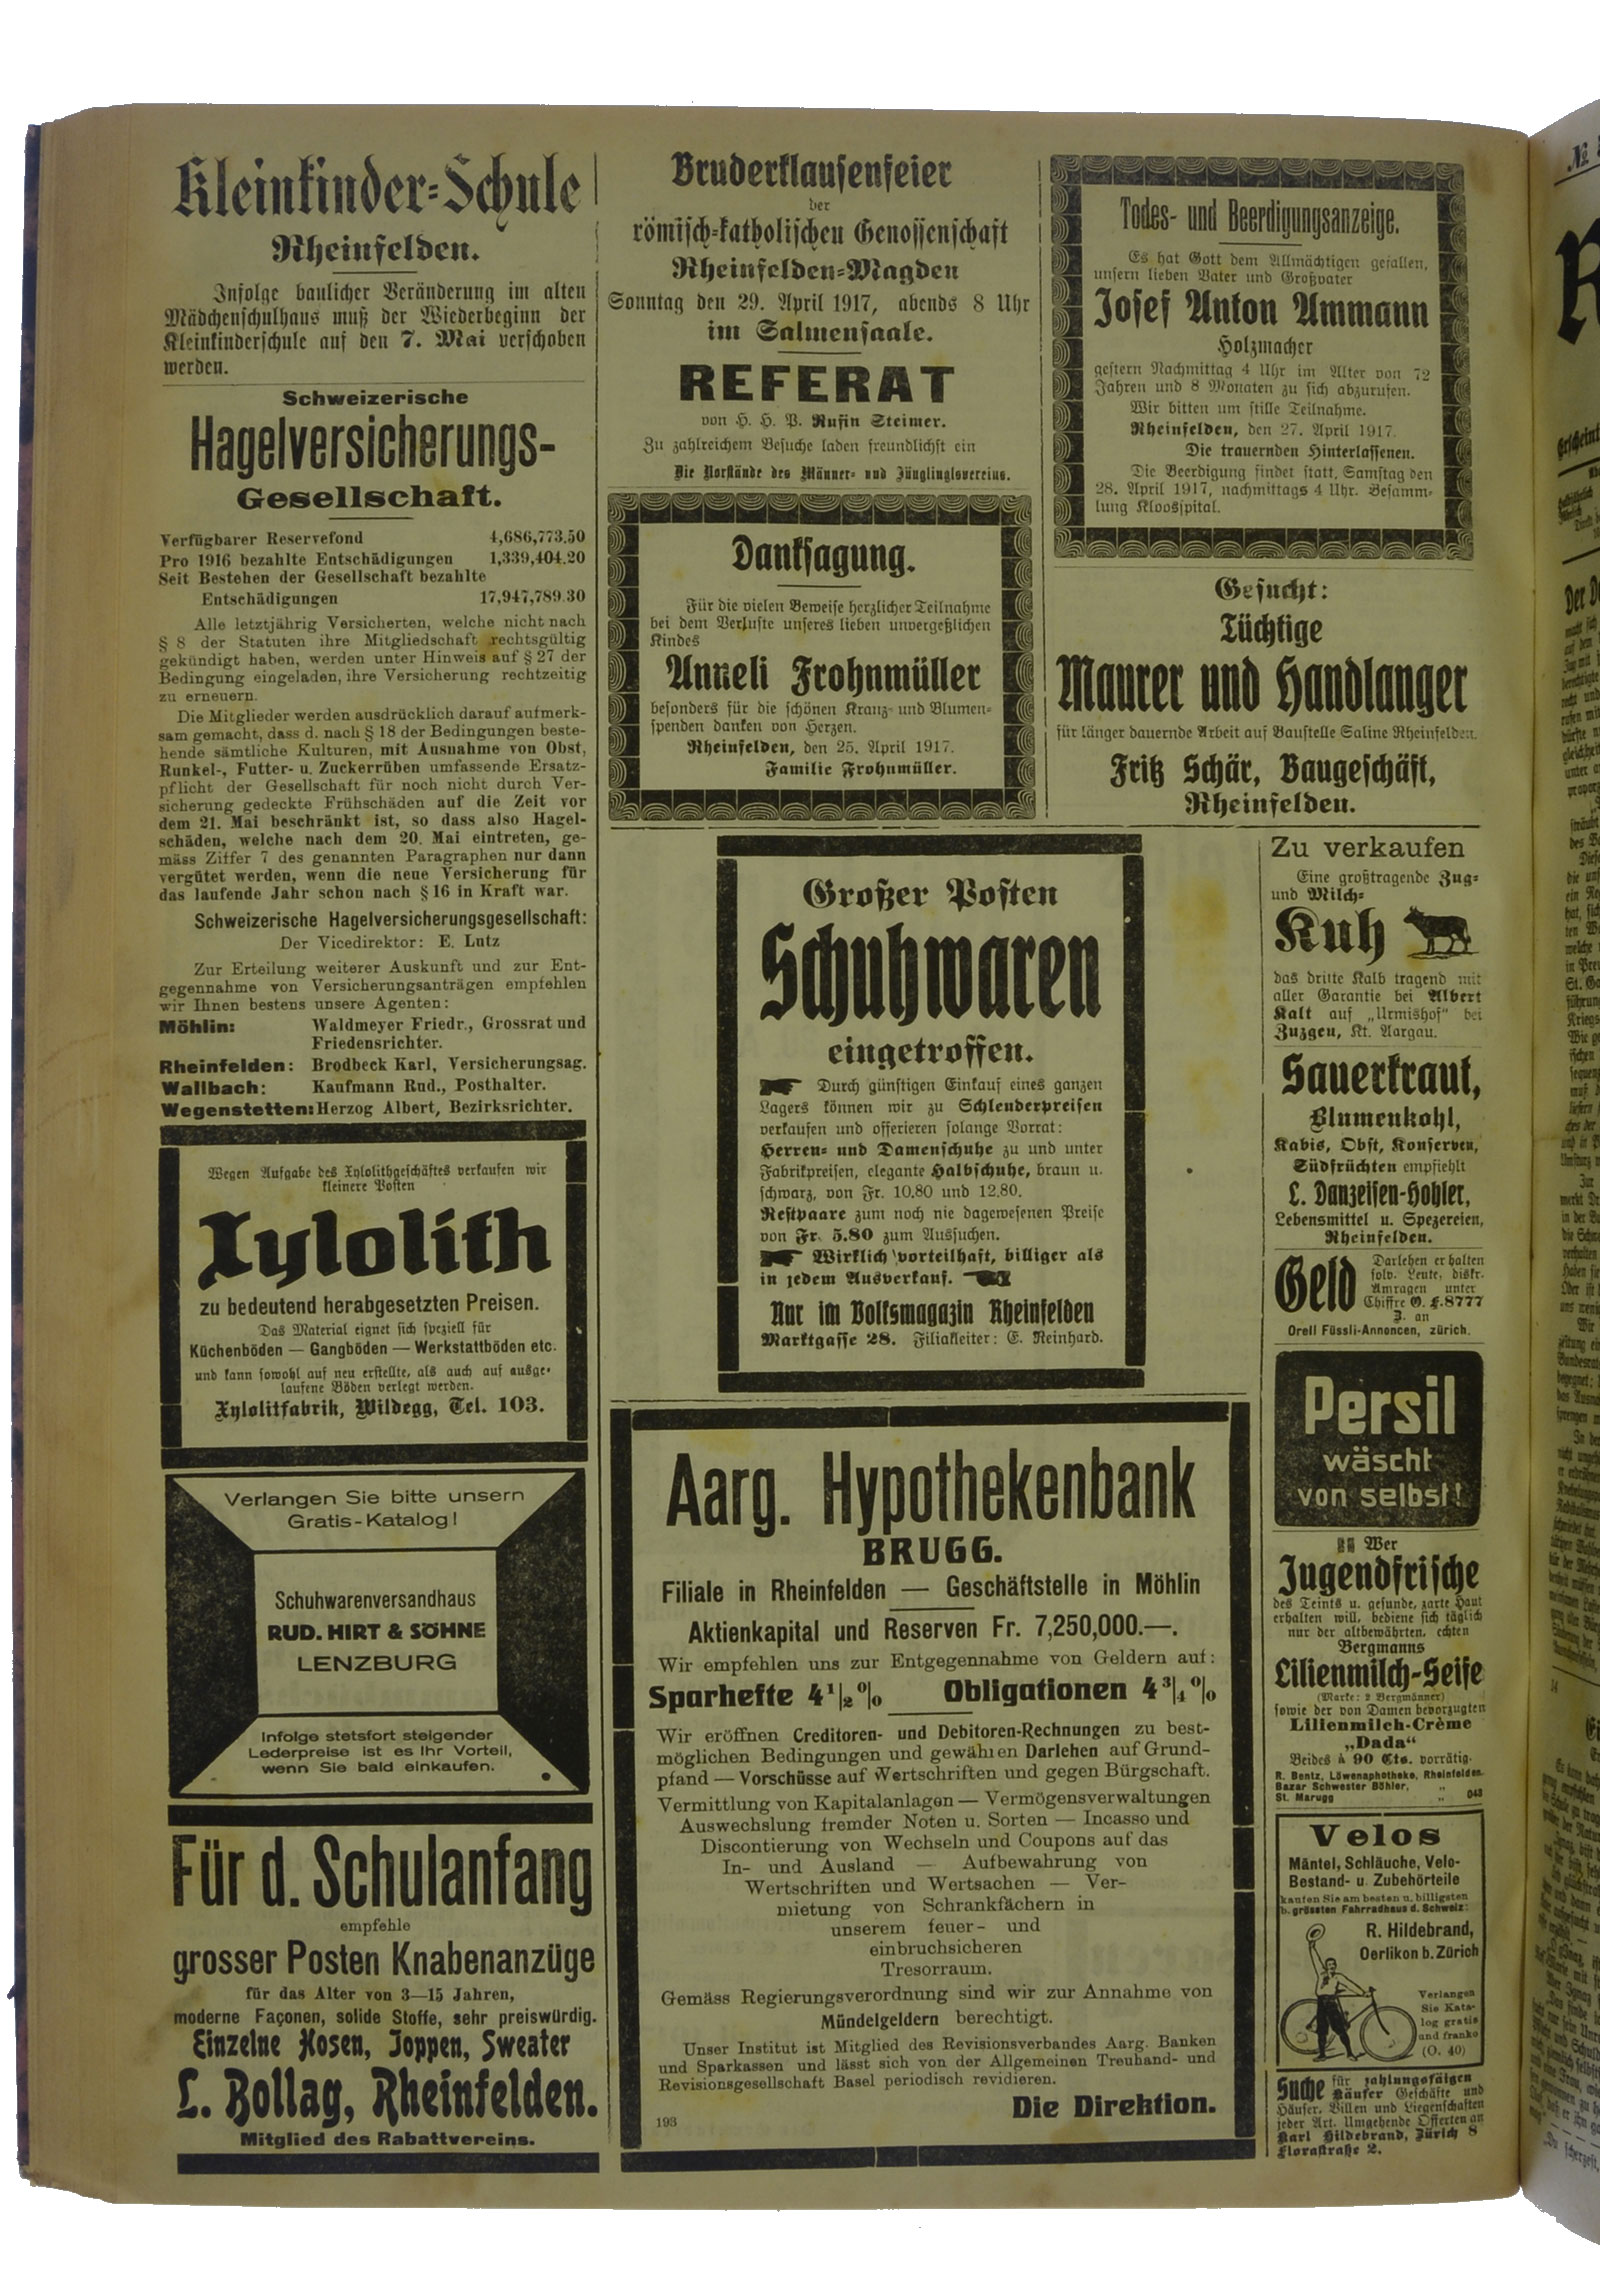 Kleinkinder-Schule
Rheinfelden.
Infolge baulicher Veränderung im alten
Mädchenschulhaus muß der Wiederbeginn der
Kleinkinderschule auf den 7. Mai verschoben
werden.
Schweizerische
Hagelversicherungs-
Gesellschaft.
Verfügbarer Reservefond 4,686,773.50
Pro 1916 bezahlte Entschädigungen 1,339,404.20
Seit Bestehen der Gesellschaft bezahlte
Entschädigungen 17,947,789.30
Alle letztjährig Versicherten, welche nicht nach
§ 8 der Statuten ihre Mitgliedschaft rechtsgültig
gekündigt haben, werden unter Hinweis auf § 27 der
Bedingung eingeladen, ihre Versicherung rechtzeitig
zu erneuern.
Die Mitglieder werden ausdrücklich darauf aufmerk-
sam gemacht, dass d. nach § 18 der Bedingungen beste-
hende sämtliche Kulturen, mit Ausnahme von Obst,
Runkel-, Futter- u. Zuckerrüben umfassende Ersatz-
pflicht der Gesellschaft für noch nicht durch Ver-
sicherung gedeckte Frühschäden auf die Zeit vor
dem 21. Mai beschränkt ist, so dass also Hagel-
schäden, welche nach dem 20. Mai eintreten, ge-
mäss Ziffer 7 des genannten Paragraphen nur dann
vergütet werden, wenn die neue Versicherung für
das laufende Jahr schon nach § 16 in Kraft war.
Schweizerische Hagelversicherungsgesellschaft:
Der Vicedirektor: E. Lutz
Zur Erteilung weiterer Auskunft und zur Ent-
gegennahme von Versicherungsanträgen empfehlen
wir Ihnen bestens unsere Agenten:
Möhlin: Waldmeyer Friedr., Grossrat und
Friedensrichter.
Rheinfelden: Brodbeck Karl, Versicherungsag.
Wallbach: Kaufmann Rud., Posthalter.
Wegenstetten: Herzog Albert, Bezirksrichter.
Wegen Aufgabe des Xylolithgeschäftes verkaufen wir
kleinere Posten
Xylolith
zu bedeutend herabgesetzten Preisen.
Das Material eignet sich speziell für
Küchenböden — Gangböden — Werkstattböden etc.
und kann sowohl auf neu erstellte, als auch auf ausge-
laufene Böden verlegt werden.
Xylolitfabrik, Wildegg, Tel. 103.
Verlangen Sie bitte unsern
Gratis-Katalog!
Schuhwarenversandhaus
RUD. HIRT & SÖHNE
LENZBURG
Infolge stetsfort steigender
Lederpreise ist es Ihr Vorteil,
wenn Sie bald einkaufen.
Für d. Schulanfang
empfehle
grosser Posten Knabenanzüge
für das Alter von 3—15 Jahren,
moderne Façonen, solide Stoffe, sehr preiswürdig.
Einzelne Hosen, Joppen, Sweater
L. Bollag, Rheinfelden.
Mitglied des Rabattvereins.
Bruderklausenfeier
der
römisch-katholischen Genossenschaft
Rheinfelden-Magden
Sonntag den 29. April 1917, abends 8 Uhr
im Salmensaale.
REFERAT
von H. H. P. Rufin Steimer.
Zu zahlreichem Besuche laden freundlichst ein
Die Vorstände des Männer- und Jünglingsvereins.
Danksagung.
Für die vielen Beweise herzlicher Teilnahme
bei dem Verluste unseres lieben unvergeßlichen
Kindes
Anneli Frohnmüller
besonders für die schönen Kranz- und Blumen-
spenden danken von Herzen.
Rheinfelden, den 25. April 1917.
Familie Frohnmüller.
Todes- und Beerdigungsanzeige.
Es hat Gott dem Allmächtigen gefallen,
unsern lieben Vater und Großvater
Josef Anton Ammann
Holzmacher
gestern Nachmittag 4 Uhr im Alter von 72
Jahren und 8 Monaten zu sich abzurufen.
Wir bitten um stille Teilnahme.
Rheinfelden, den 27. April 1917.
Die trauernden Hinterlassenen.
Die Beerdigung findet statt, Samstag den
28. April 1917, nachmittags 4 Uhr. Besamm-
lung Kloosspital.
Gesucht:
Tüchtige
Maurer und Handlanger
für länger dauernde Arbeit auf Baustelle Saline Rheinfelden.
Fritz Schär, Baugeschäft,
Rheinfelden.
Großer Posten
Schuhwaren
eingetroffen.
Durch günstigen Einkauf eines ganzen
Lagers können wir zu Schlenderpreisen
verkaufen und offerieren solange Vorrat:
Herren- und Damenschuhe zu und unter
Fabrikpreisen, elegante Halbschuhe, braun u.
schwarz, von Fr. 10.80 und 12.80.
Restpaare zum noch nie dagewesenen Preise
von Fr. 5.80 zum Aussuchen.
Wirklich vorteilhaft, billiger als
in jedem Ausverkauf.
Nur im Volksmagazin Rheinfelden
Marktgasse 28. Filialleiter: E. Reinhard.
Aarg. Hypothekenbank
BRUGG.
Filiale in Rheinfelden — Geschäftstelle in Möhlin
Aktienkapital und Reserven Fr. 7,250,000.—.
Wir empfehlen uns zur Entgegennahme von Geldern auf:
Sparhefte 4 1/2 % Obligationen 4 3/4 %
Wir eröffnen Creditoren- und Debitoren-Rechnungen zu best-
möglichen Bedingungen und gewähren Darlehen auf Grund-
pfand — Vorschüsse auf Wertschriften und gegen Bürgschaft.
Vermittlung von Kapitalanlagen — Vermögensverwaltungen
Auswechslung fremder Noten u. Sorten — Incasso und
Discontierung von Wechseln und Coupons auf das
In- und Ausland — Aufbewahrung von
Wertschriften und Wertsachen — Ver-
mietung von Schrankfächern in
unserem feuer- und
einbruchsicheren
Tresorraum.
Gemäss Regierungsverordnung sind wir zur Annahme von
Mündelgeldern berechtigt.
Unser Institut ist Mitglied des Revisionsverbandes Aarg. Banken
und Sparkassen und lässt sich von der Allgemeinen Treuhand- und
Revisionsgesellschaft Basel periodisch revidieren.
Die Direktion.
193
Zu verkaufen
Eine großtragende Zug-
und Milch-
Kuh
das dritte Kalb tragend mit
aller Garantie bei Albert
Kalt auf „Urmishof" bei
Zuzgen, Kt. Aargau.
Sauerkraut,
Blumenkohl,
Kabis, Obst, Konserven,
Südfrüchten empfiehlt
L. Danzeisen-Hohler,
Lebensmittel u. Spezereien,
Rheinfelden.
Geld
Darlehen erhalten
solv. Leute, diskr.
Anfragen unter
Chiffre O. F. 8777
Z. an
Orell Füssli-Annoncen, zürich.
Persil
wäscht
von selbst!
Wer
Jugendfrische
des Teints u. gesunde, zarte Haut
erhalten will, bediene sich täglich
nur der altbewährten, echten
Bergmanns
Lilienmilch-Seife
(Marke: 2 Bergmänner)
sowie der von Damen bevorzugten
Lilienmilch-Crème
„Dada"
Beides à 90 Cts. vorrätig.
R. Bentz, Löwenaphotheke, Rheinfelden.
Bazar Schwester Böhler, „
St. Marugg „ 043
Velos
Mäntel, Schläuche, Velo-
Bestand- u. Zubehörteile
kaufen Sie am besten u. billigsten
b. grössten Fahrradhaus d. Schweiz:
R. Hildebrand,
Oerlikon b. Zürich
Verlangen
Sie Kata-
log gratis
und franko
(O. 40)
Suche für zahlungsfäigen
Käufer Geschäfte und
Häuser, Villen und Liegenschaften
jeder Art. Umgehende Offerten an
Karl Hildebrand, Zürich 8
Florastraße 2.